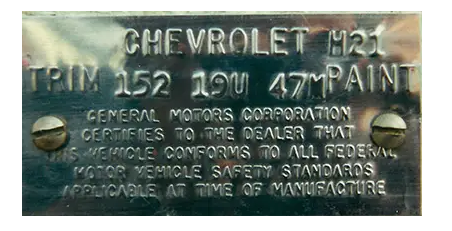 CHEVROLET H21
TRIM 152 19U 47M PAINT
GENERAL MOTORS CORPORATION
CERTIFIES TO THE DEALER THAT
THIS VEHICLE CONFORMS TO ALL FEDERAL
MOTOR VEHICLE SAFETY STANDARDS
APPLICABLE AT TIME OF MANUFACTURE